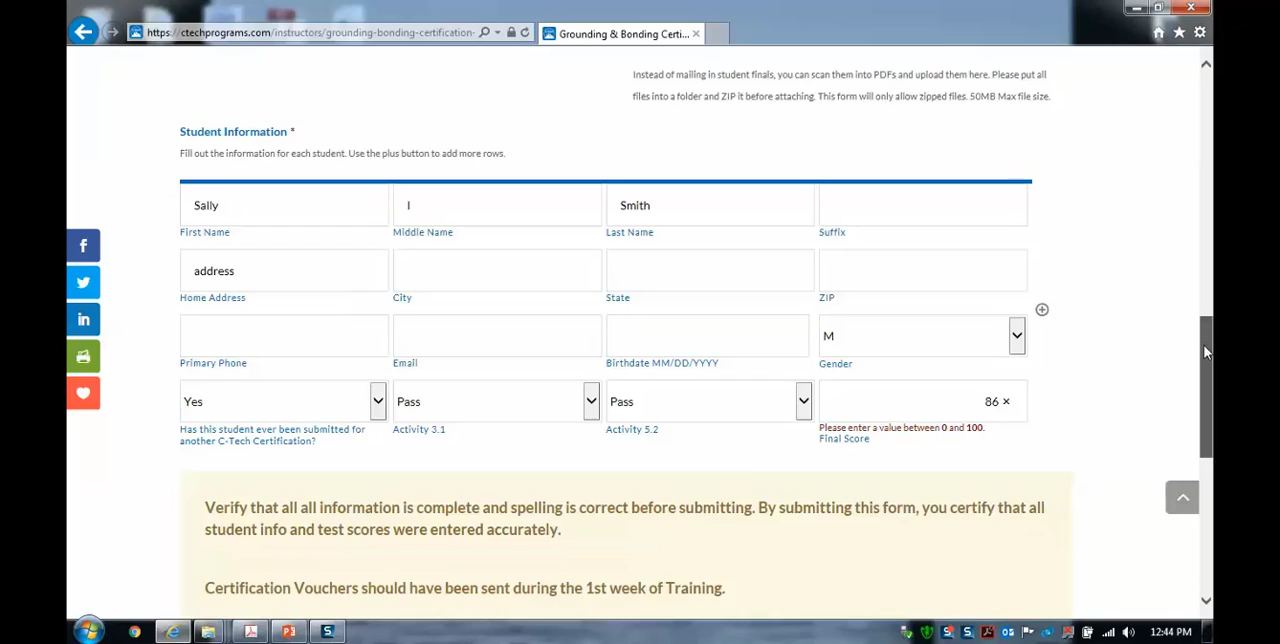 https://ctechprograms.com/instructors/grounding-bonding-certification-
Grounding & Bonding Certi...
Instead of mailing in student finals, you can scan them into PDFs and upload them here. Please put all
files into a folder and ZIP it before attaching. This form will only allow zipped files. 50MB Max file size.
Student Information *
Fill out the information for each student. Use the plus button to add more rows.
Sally
I
Smith
First Name
Middle Name
Last Name
Suffix
address
Home Address
City
State
ZIP
M
Primary Phone
Email
Birthdate MM/DD/YYYY
Gender
Yes
Pass
Pass
86 ×
Has this student ever been submitted for
another C-Tech Certification?
Activity 3.1
Activity 5.2
Please enter a value between 0 and 100.
Final Score
Verify that all all information is complete and spelling is correct before submitting. By submitting this form, you certify that all
student info and test scores were entered accurately.
Certification Vouchers should have been sent during the 1st week of Training.
12:44 PM